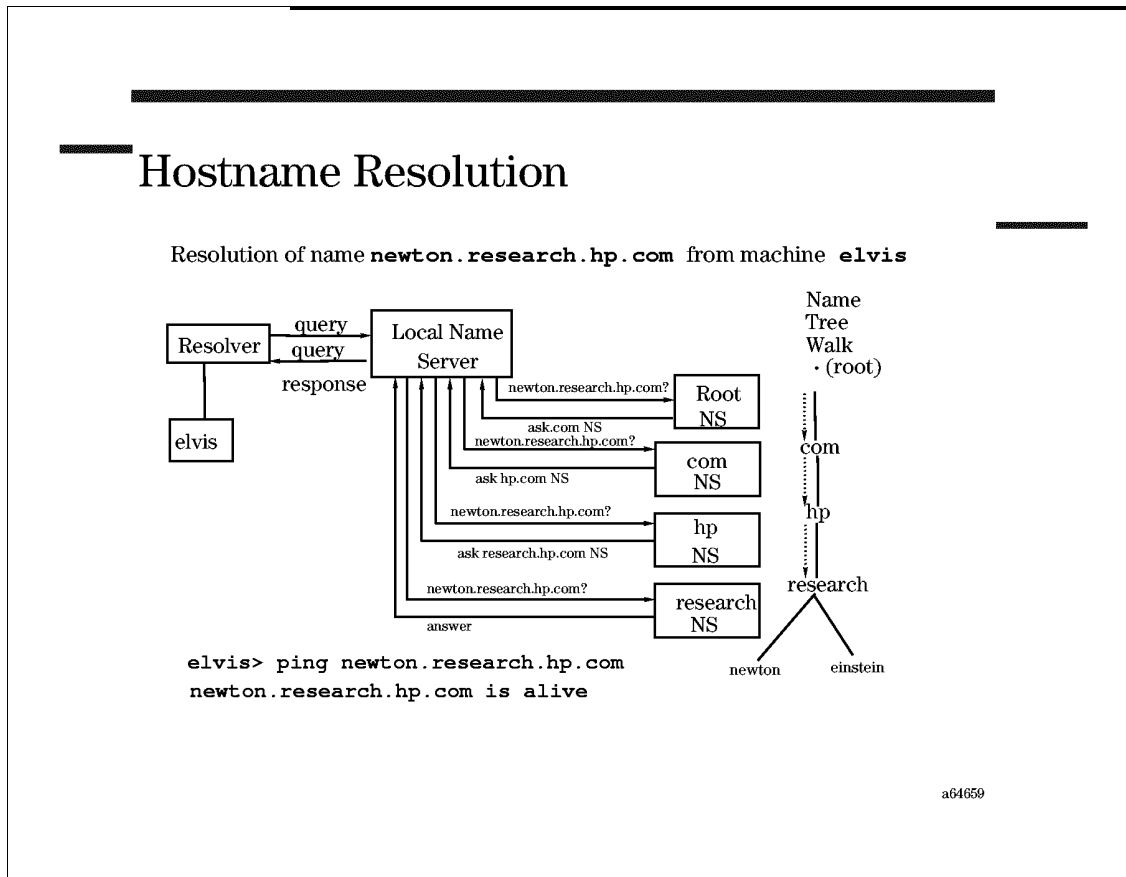 Hostname Resolution
Resolution of name newton.research.hp.com from machine elvis
Resolver
query
query
response
elvis
Local Name
Server
newton.research.hp.com?
Root
NS
ask.com NS
newton.research.hp.com?
com
NS
ask hp.com NS
newton.research.hp.com?
hp
NS
ask research.hp.com NS
newton.research.hp.com?
research
NS
answer
Name
Tree
Walk
· (root)
com
hp
research
newton
einstein
elvis> ping newton.research.hp.com
newton.research.hp.com is alive
a64659